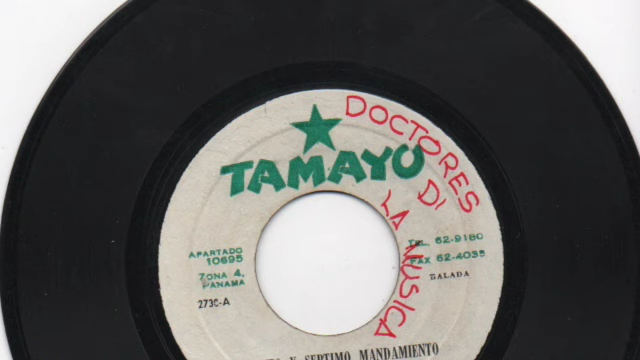 DOCTORES
DI
LA MUSICA
TAMAYO
APARTADO
10695
ZONA 4,
PANAMA
TEL. 62-9180
FAX 62-4035
BALADA
2730-A
Y SEPTIMO MANDAMIENTO